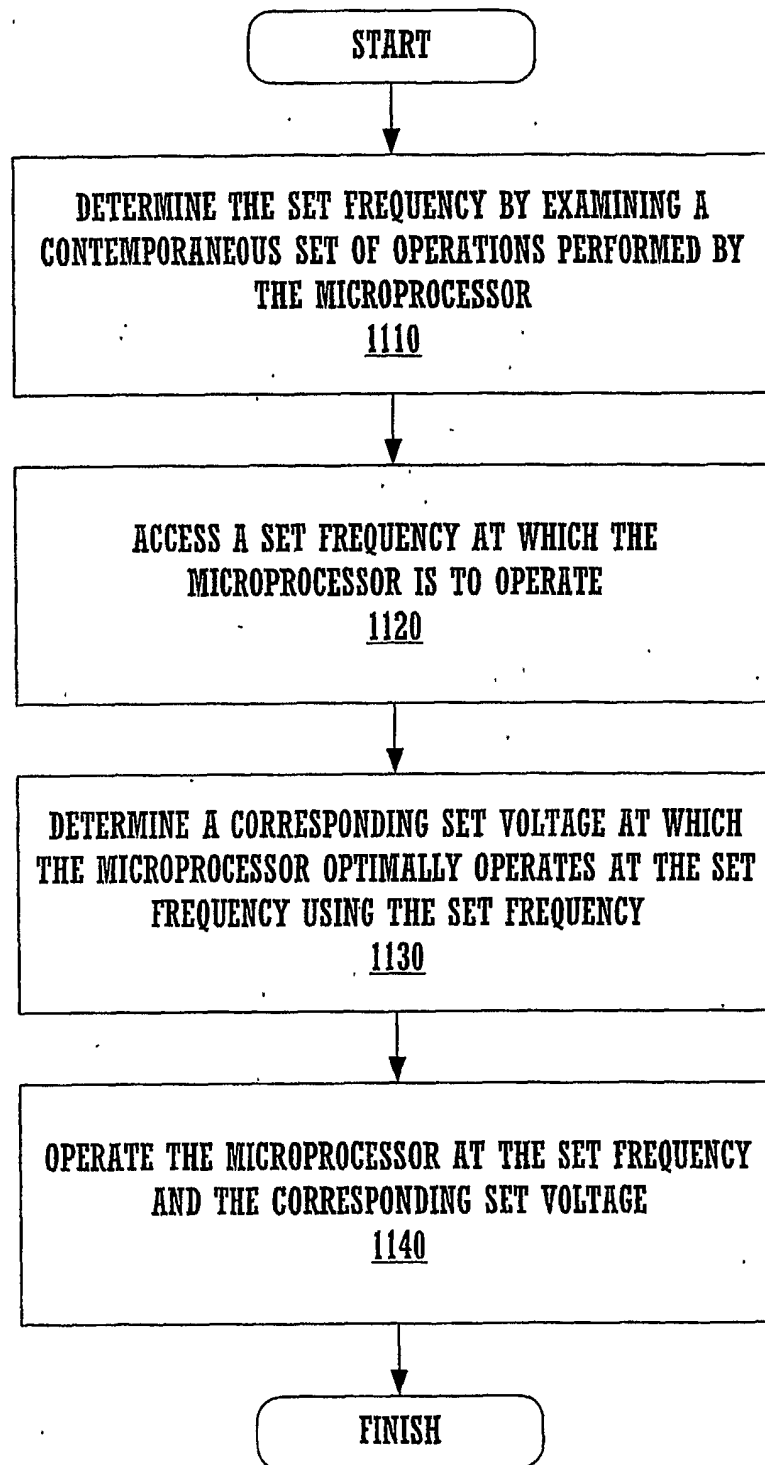 START
DETERMINE THE SET FREQUENCY BY EXAMINING A
CONTEMPORANEOUS SET OF OPERATIONS PERFORMED BY
THE MICROPROCESSOR
1110
ACCESS A SET FREQUENCY AT WHICH THE
MICROPROCESSOR IS TO OPERATE
1120
DETERMINE A CORRESPONDING SET VOLTAGE AT WHICH
THE MICROPROCESSOR OPTIMALLY OPERATES AT THE SET
FREQUENCY USING THE SET FREQUENCY
1130
OPERATE THE MICROPROCESSOR AT THE SET FREQUENCY
AND THE CORRESPONDING SET VOLTAGE
1140
FINISH